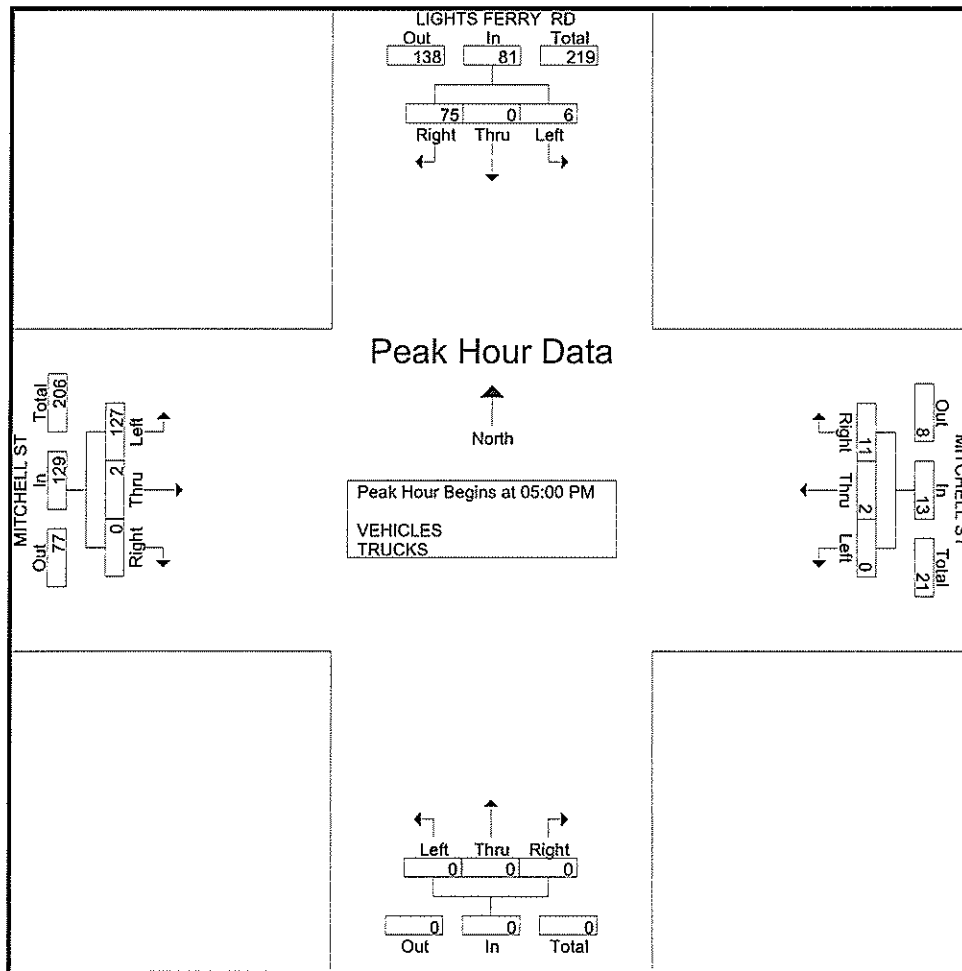 LIGHTS FERRY RD
Out In Total
138 81 219
75 0 6
Right Thru Left
Peak Hour Data
North
Peak Hour Begins at 05:00 PM
VEHICLES
TRUCKS
MITCHELL ST
Out In Total
77 129 206
Right Thru Left
0 2 127
MITCHELL ST
Out In Total
8 13 21
Right Thru Left
11 2 0
Left Thru Right
0 0 0
0 0 0
Out In Total